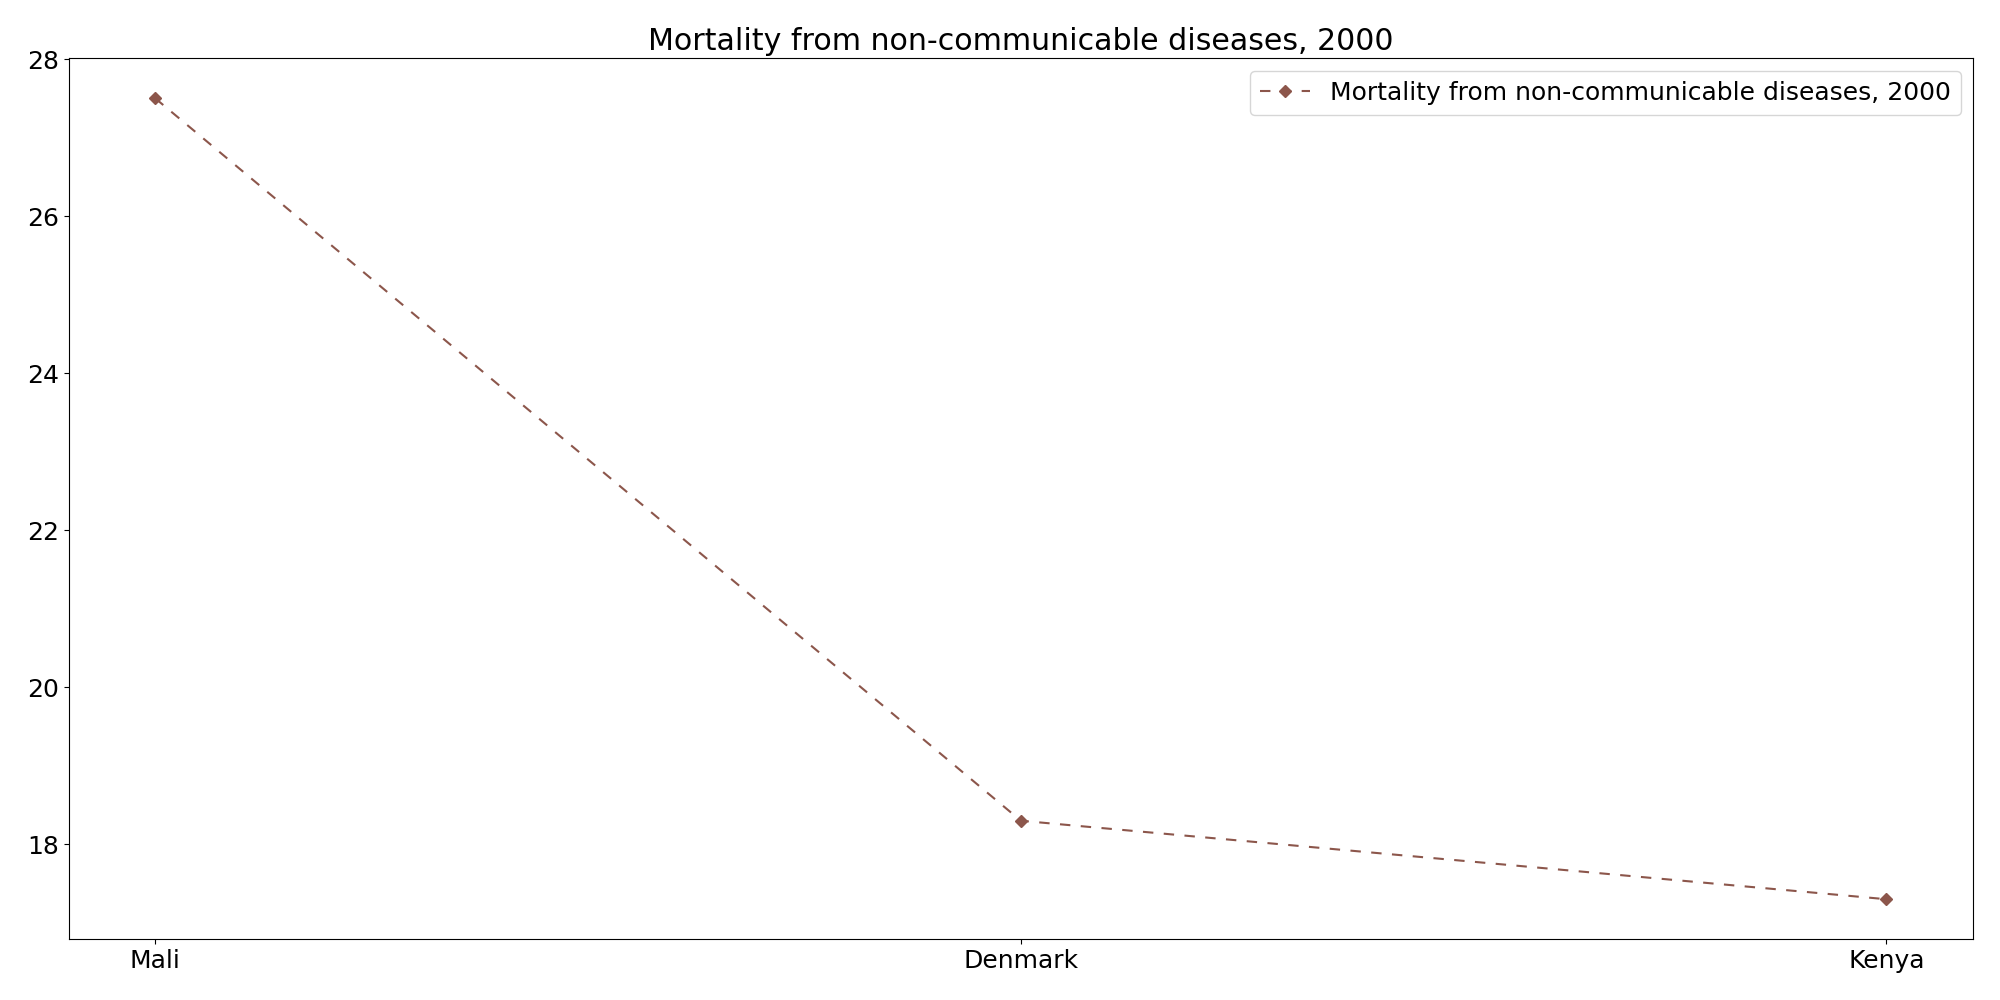 Mortality from non-communicable diseases, 2000
Mortality from non-communicable diseases, 2000
28
26
24
22
20
18
Mali Denmark Kenya